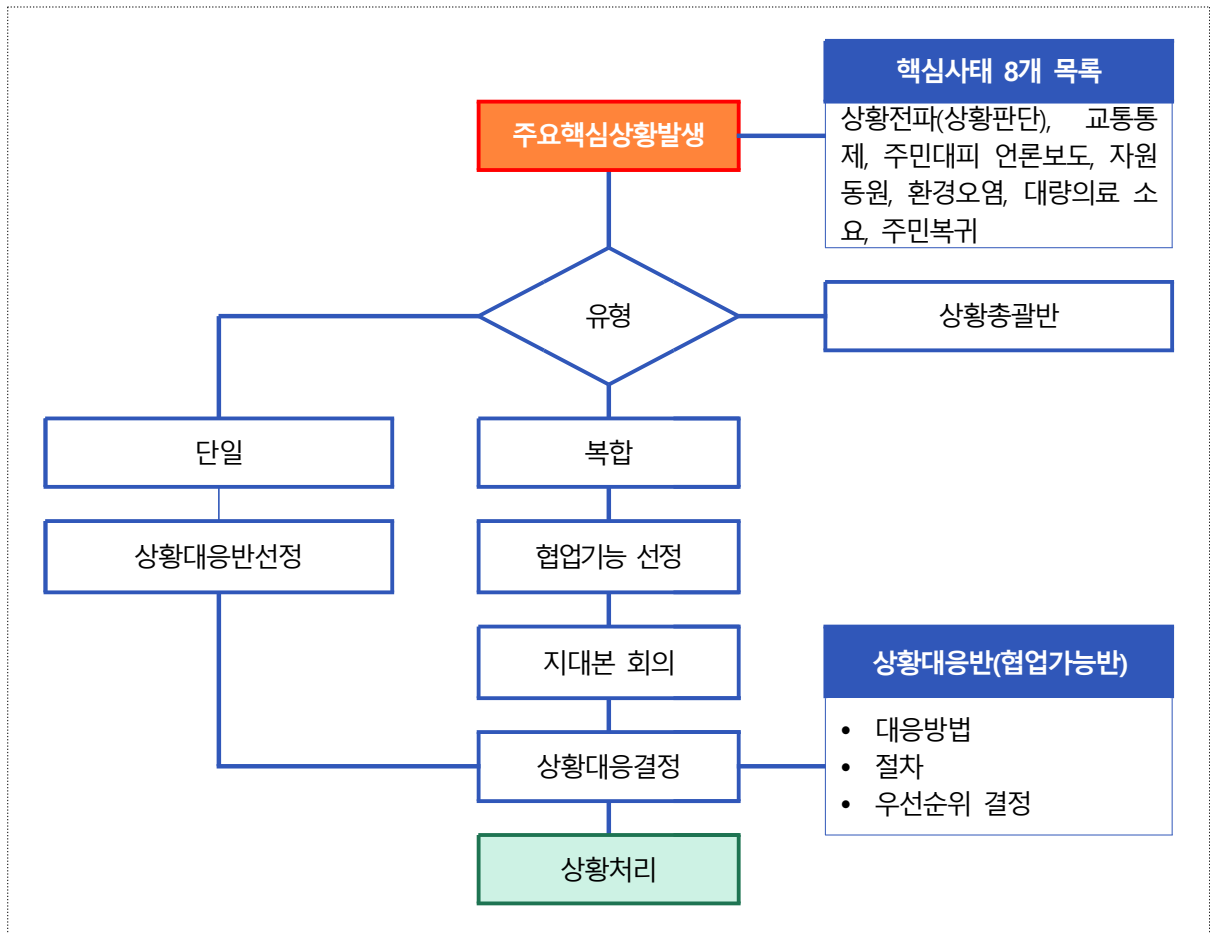 핵심사태 8개 목록
주요핵심상황발생
상황전파(상황판단), 교통통
제, 주민대피 언론보도, 자원
동원, 환경오염, 대량의료 소
요, 주민복귀
유형
상황총괄반
단일
복합
상황대응반선정
협업기능 선정
지대본 회의
상황대응반(협업가능반)
• 대응방법
• 절차
• 우선순위 결정
상황대응결정
상황처리